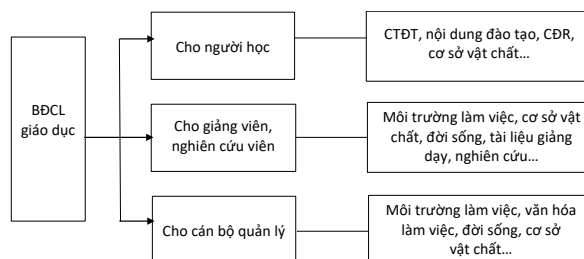 BĐCL
giáo dục
Cho người học
CTĐT, nội dung đào tạo, CĐR,
cơ sở vật chất…
Cho giảng viên,
nghiên cứu viên
Môi trường làm việc, cơ sở vật
chất, đời sống, tài liệu giảng
dạy, nghiên cứu…
Cho cán bộ quản lý
Môi trường làm việc, văn hóa
làm việc, đời sống, cơ sở
vật chất…